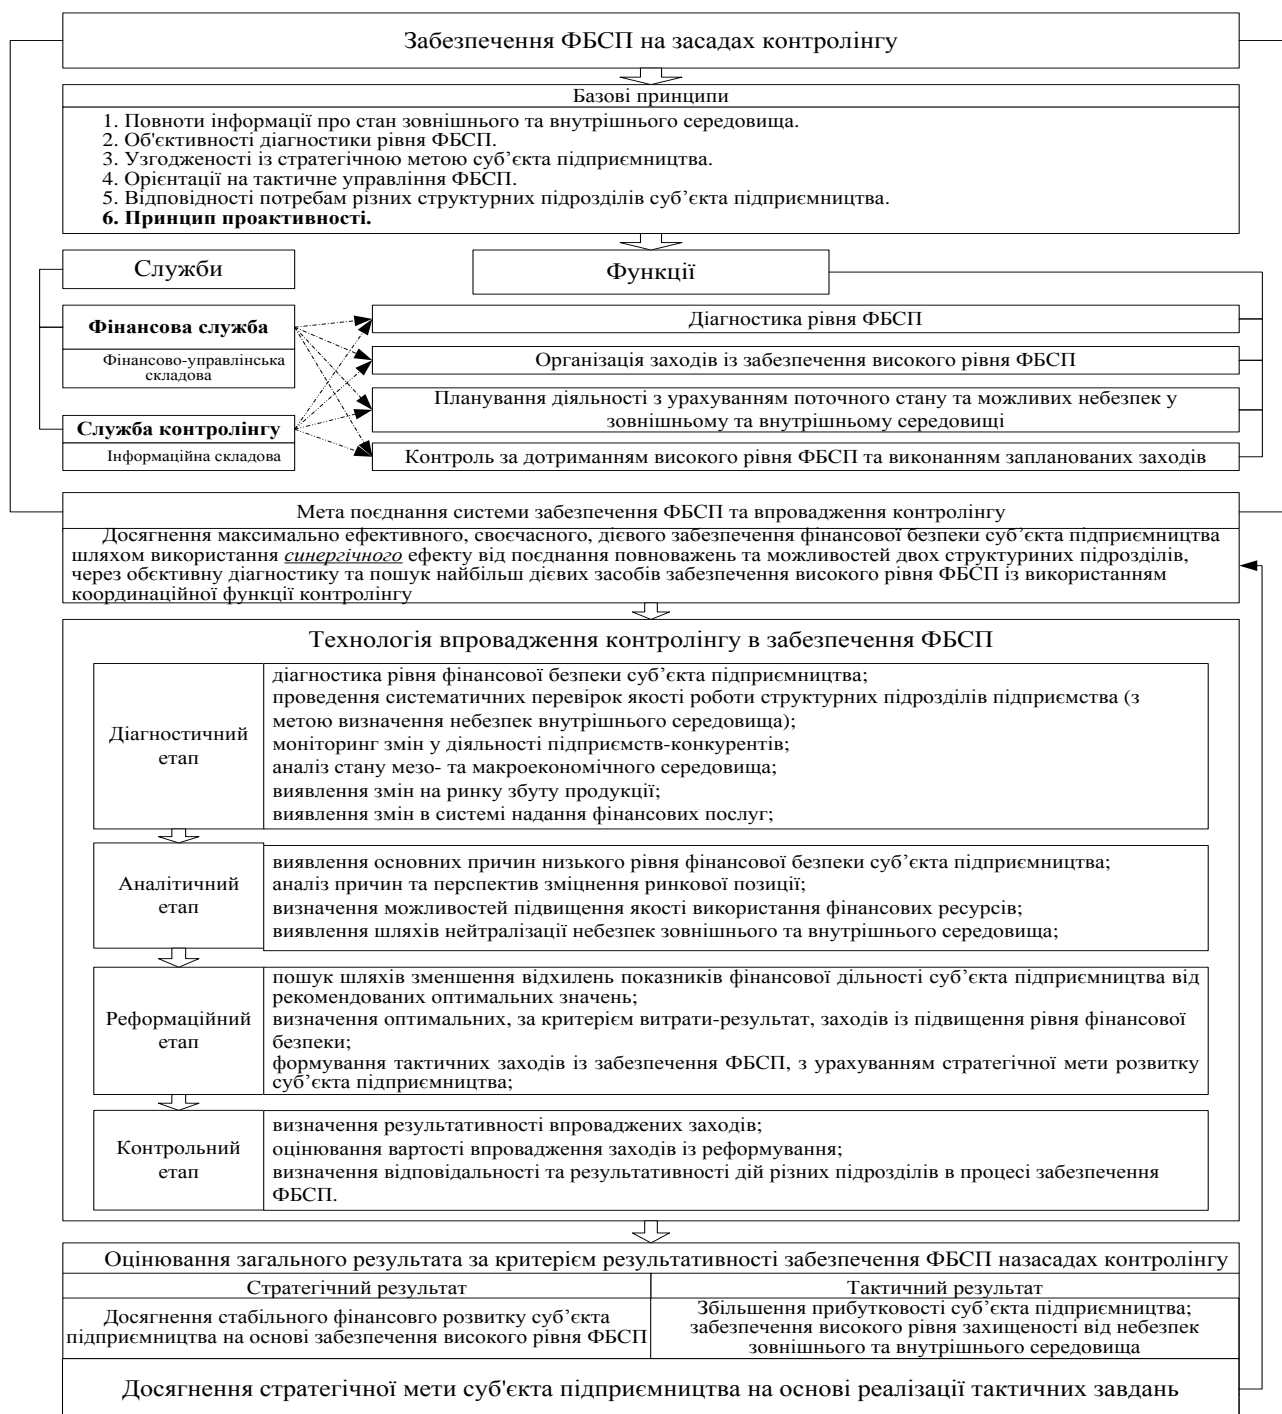 Забезпечення ФБСП на засадах контролінгу
Базові принципи
1. Повноти інформації про стан зовнішнього та внутрішнього середовища.
2. Об'єктивності діагностики рівня ФБСП.
3. Узгодженості із стратегічною метою суб’єкта підприємництва.
4. Орієнтації на тактичне управління ФБСП.
5. Відповідності потребам різних структурних підрозділів суб’єкта підприємництва.
6. Принцип проактивності.
Служби
Функції
Фінансова служба
Фінансово-управлінська
складова
Служба контролінгу
Інформаційна складова
Діагностика рівня ФБСП
Організація заходів із забезпечення високого рівня ФБСП
Планування діяльності з урахуванням поточного стану та можливих небезпек у
зовнішньому та внутрішньому середовищі
Контроль за дотриманням високого рівня ФБСП та виконанням запланованих заходів
Мета поєднання системи забезпечення ФБСП та впровадження контролінгу
Досягнення максимально ефективного, своєчасного, дієвого забезпечення фінансової безпеки суб’єкта підприємництва
шляхом використання синергічного ефекту від поєднання повноважень та можливостей двох структуриних підрозділів,
через обєктивну діагностику та пошук найбільш дієвих засобів забезпечення високого рівня ФБСП із використанням
координаційної функції контролінгу
Технологія впровадження контролінгу в забезпечення ФБСП
Діагностичний
етап
діагностика рівня фінансової безпеки суб’єкта підприємництва;
проведення систематичних перевірок якості роботи структурних підрозділів підприємства (з
метою визначення небезпек внутрішнього середовища);
моніторинг змін у діяльності підприємств-конкурентів;
аналіз стану мезо- та макроекономічного середовища;
виявлення змін на ринку збуту продукції;
виявлення змін в системі надання фінансових послуг;
Аналітичний
етап
виявлення основних причин низького рівня фінансової безпеки суб’єкта підприємництва;
аналіз причин та перспектив зміцнення ринкової позиції;
визначення можливостей підвищення якості використання фінансових ресурсів;
виявлення шляхів нейтралізації небезпек зовнішнього та внутрішнього середовища;
Реформаційний
етап
пошук шляхів зменшення відхилень показників фінансової дільності суб’єкта підприємництва від
рекомендованих оптимальних значень;
визначення оптимальних, за критерієм витрати-результат, заходів із підвищення рівня фінансової
безпеки;
формування тактичних заходів із забезпечення ФБСП, з урахуванням стратегічної мети розвитку
суб’єкта підприємництва;
Контрольний
етап
визначення результативності впроваджених заходів;
оцінювання вартості впровадження заходів із реформування;
визначення відповідальності та результативності дій різних підрозділів в процесі забезпечення
ФБСП.
Оцінювання загального результата за критерієм результативності забезпечення ФБСП назасадах контролінгу
Стратегічний результат
Досягнення стабільного фінансовго розвитку суб’єкта
підприємництва на основі забезпечення високого рівня ФБСП
Тактичний результат
Збільшення прибутковості суб’єкта підприємництва;
забезпечення високого рівня захищеності від небезпек
зовнішнього та внутрішнього середовища
Досягнення стратегічної мети суб'єкта підприємництва на основі реалізації тактичних завдань